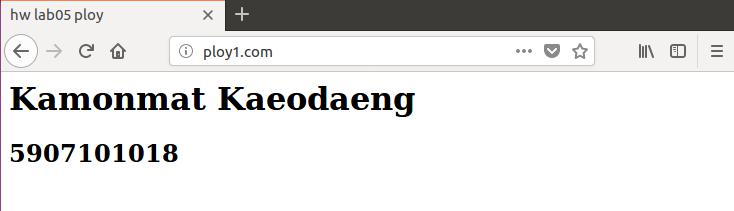 hw lab05 ploy
ploy1.com
Kamonmat Kaeodaeng
5907101018